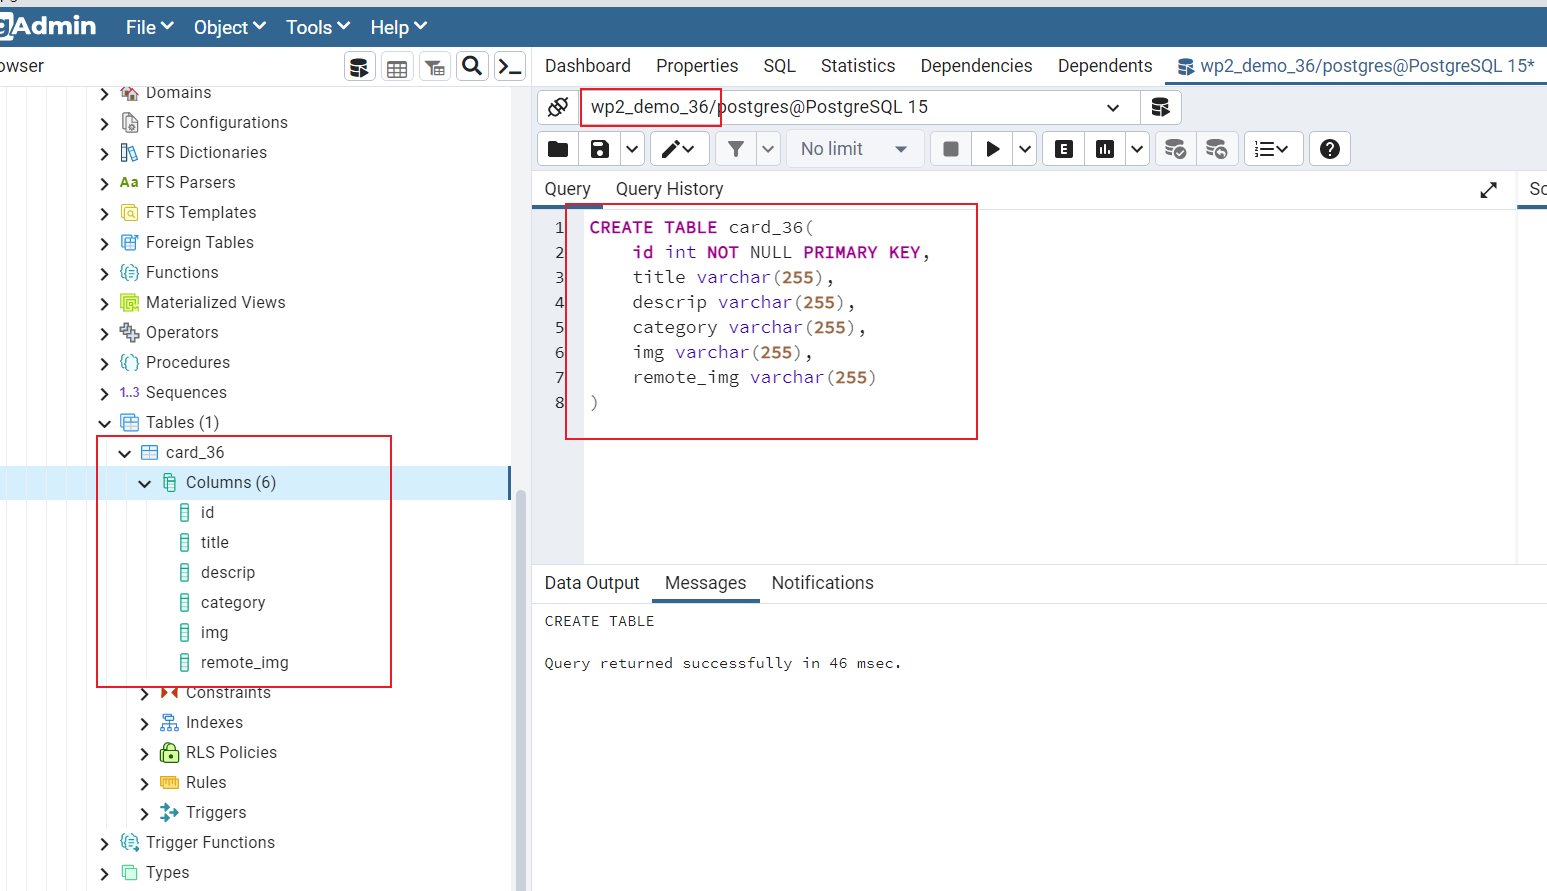 gAdmin
File
Object
Tools
Help
owser
Dashboard
Properties
SQL
Statistics
Dependencies
Dependents
wp2_demo_36/postgres@PostgreSQL 15*
Domains
FTS Configurations
FTS Dictionaries
Aa FTS Parsers
FTS Templates
Foreign Tables
Functions
Materialized Views
Operators
Procedures
1..3 Sequences
Tables (1)
card_36
Columns (6)
id
title
descrip
category
img
remote_img
Constraints
Indexes
RLS Policies
Rules
Triggers
Trigger Functions
Types
wp2_demo_36/postgres@PostgreSQL 15
No limit
E
Query
Query History
Sc
1 CREATE TABLE card_36(
2 id int NOT NULL PRIMARY KEY,
3 title varchar(255),
4 descrip varchar(255),
5 category varchar(255),
6 img varchar(255),
7 remote_img varchar(255)
8 )
Data Output
Messages
Notifications
CREATE TABLE
Query returned successfully in 46 msec.